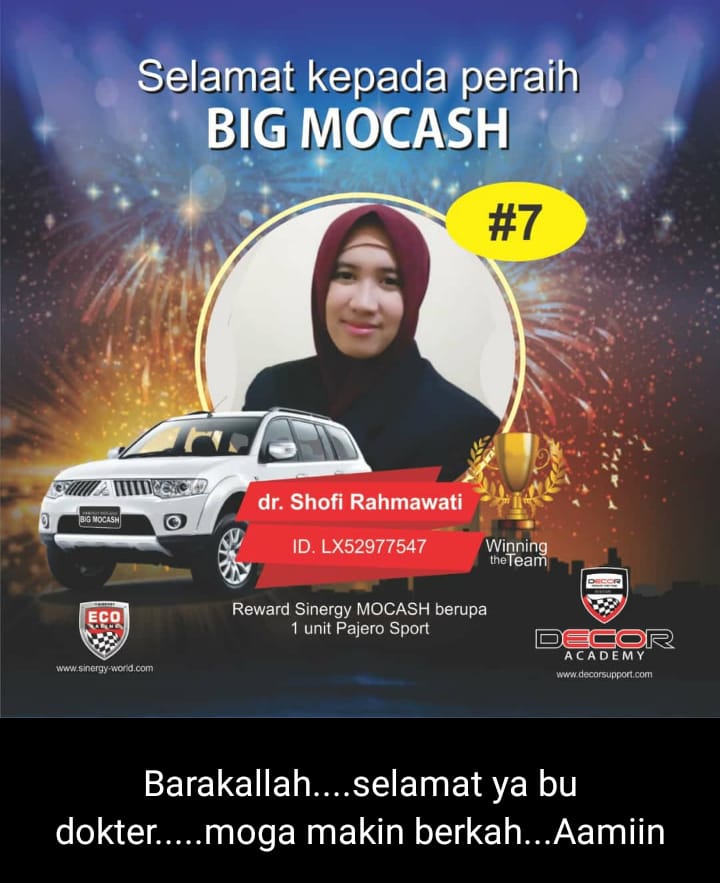 Selamat kepada peraih
BIG MOCASH
#7
BIG MOCASH
dr. Shofi Rahmawati
ID. LX52977547
Winning
the Team
Reward Sinergy MOCASH berupa
1 unit Pajero Sport
ECO
RACING
www.sinergy-world.com
DECOR
DECOR
ACADEMY
www.decorsupport.com
Barakallah....selamat ya bu
dokter.....moga makin berkah...Aamiin